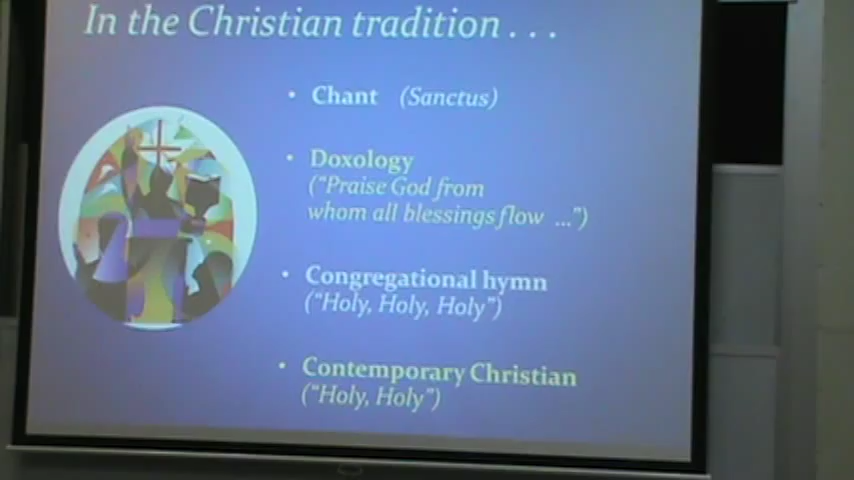 In the Christian tradition . . .
• Chant (Sanctus)
• Doxology
("Praise God from
whom all blessings flow ...")
• Congregational hymn
("Holy, Holy, Holy")
• Contemporary Christian
("Holy, Holy")